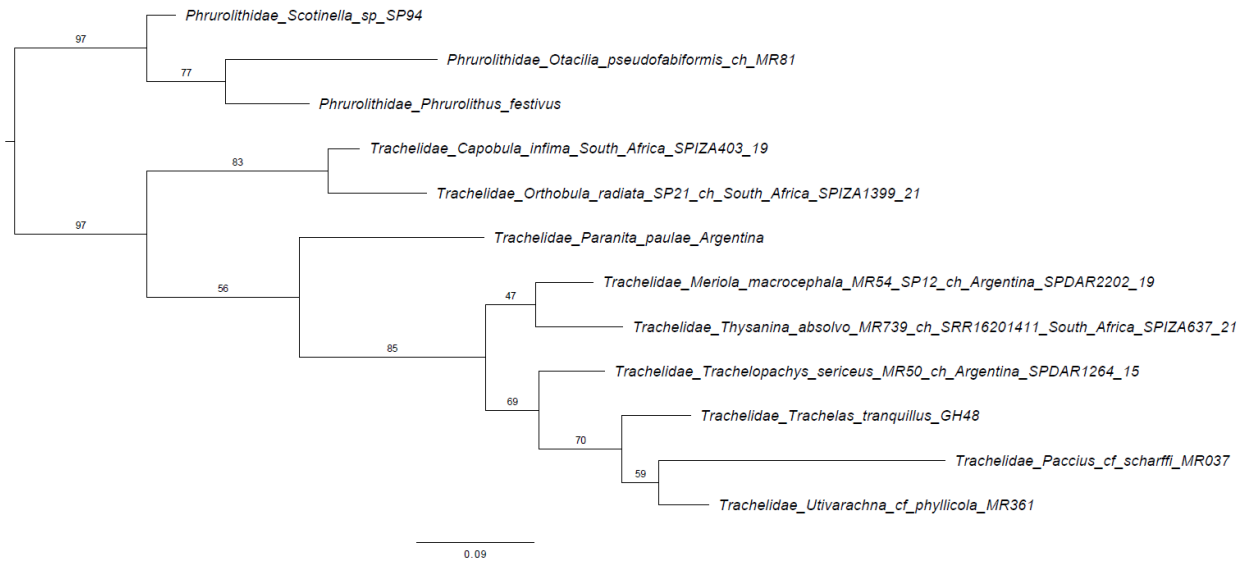 Phrurolithidae_Scotinella_sp_SP94
97
Phrurolithidae_Otacilia_pseudofabiformis_ch_MR81
77
Phrurolithidae_Phrurolithus_festivus
Trachelidae_Capobula_infima_South_Africa_SPIZA403_19
83
Trachelidae_Orthobula_radiata_SP21_ch_South_Africa_SPIZA1399_21
97
Trachelidae_Paranita_paulae_Argentina
56
Trachelidae_Meriola_macrocephala_MR54_SP12_ch_Argentina_SPDAR2202_19
47
Trachelidae_Thysanina_absolvo_MR739_ch_SRR16201411_South_Africa_SPIZA637_21
85
Trachelidae_Trachelopachys_sericeus_MR50_ch_Argentina_SPDAR1264_15
69
Trachelidae_Trachelas_tranquillus_GH48
70
Trachelidae_Paccius_cf_scharffi_MR037
59
Trachelidae_Utivarachna_cf_phyllicola_MR361
0.09